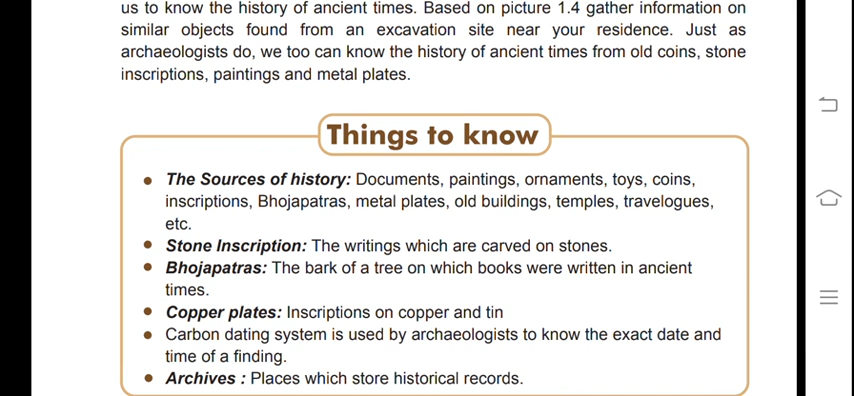 us to know the history of ancient times. Based on picture 1.4 gather information on
similar objects found from an excavation site near your residence. Just as
archaeologists do, we too can know the history of ancient times from old coins, stone
inscriptions, paintings and metal plates.
Things to know
• The Sources of history: Documents, paintings, ornaments, toys, coins,
inscriptions, Bhojapatras, metal plates, old buildings, temples, travelogues,
etc.
• Stone Inscription: The writings which are carved on stones.
• Bhojapatras: The bark of a tree on which books were written in ancient
times.
• Copper plates: Inscriptions on copper and tin
• Carbon dating system is used by archaeologists to know the exact date and
time of a finding.
• Archives : Places which store historical records.